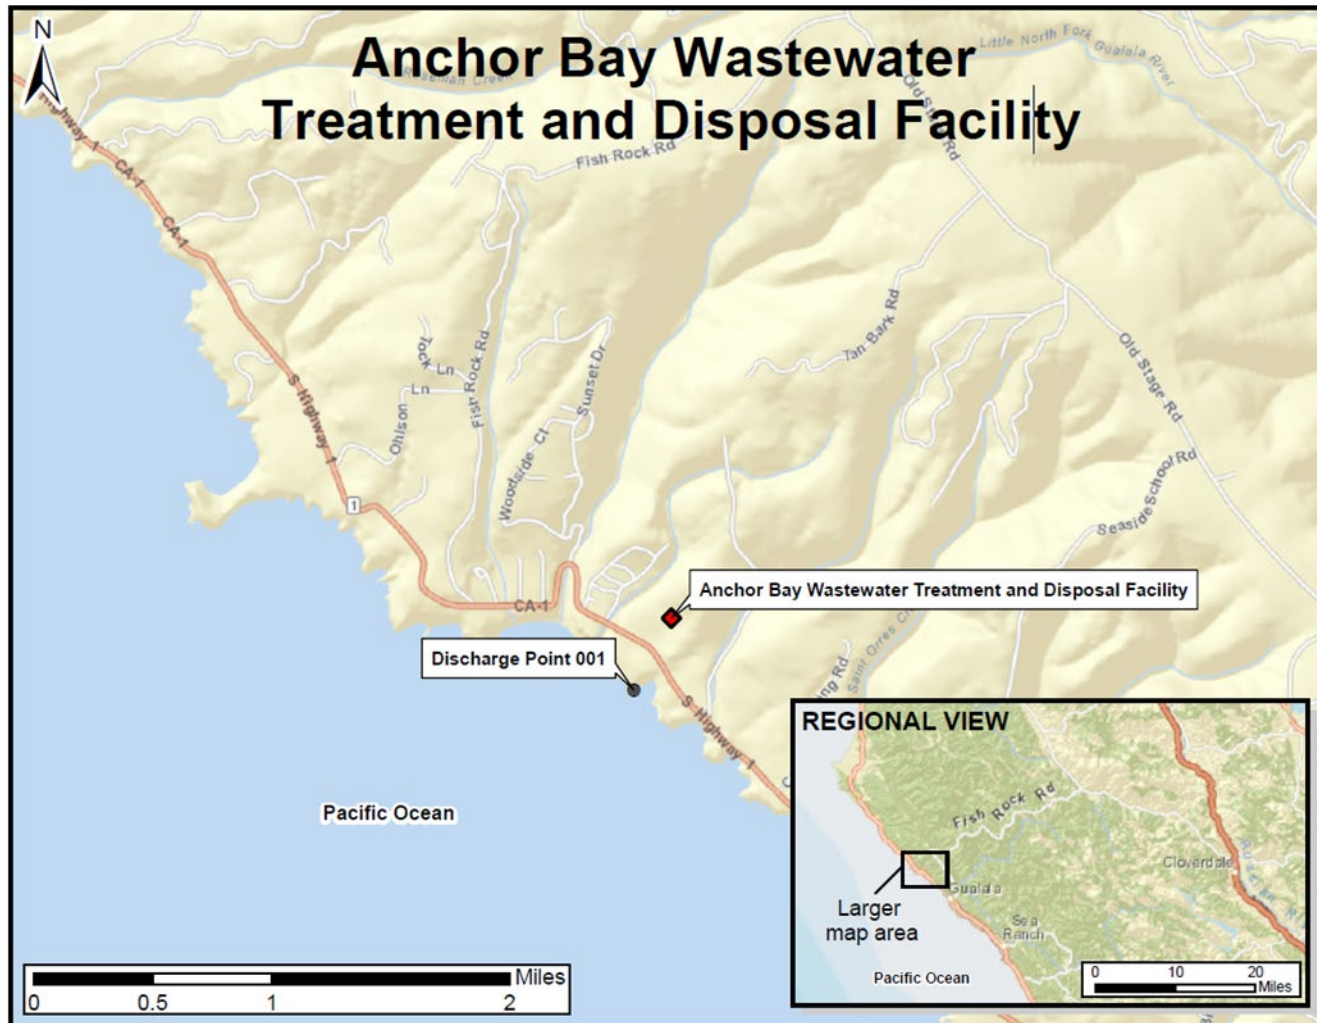 N
Anchor Bay Wastewater
Treatment and Disposal Facility
Little North Fork Gualala River
Old Stage Rd
Fish Rock Rd
Highway 1
CA-1
CA-1
S Highway 1
1
Tock Ln
Ohlson Ln
Fish Rock Rd
Woodside Ct
Sunset Dr
Tan Bark Rd
Old Stage Rd
Seaside School Rd
CA-1
Anchor Bay Wastewater Treatment and Disposal Facility
Discharge Point 001
S Highway 1
Saint Orres
Rd
Pacific Ocean
0
0.5
1
2
Miles
REGIONAL VIEW
Fish Rock Rd
Cloverdale
Gualala
Sea
Ranch
Larger
map area
Pacific Ocean
0
10
20
Miles